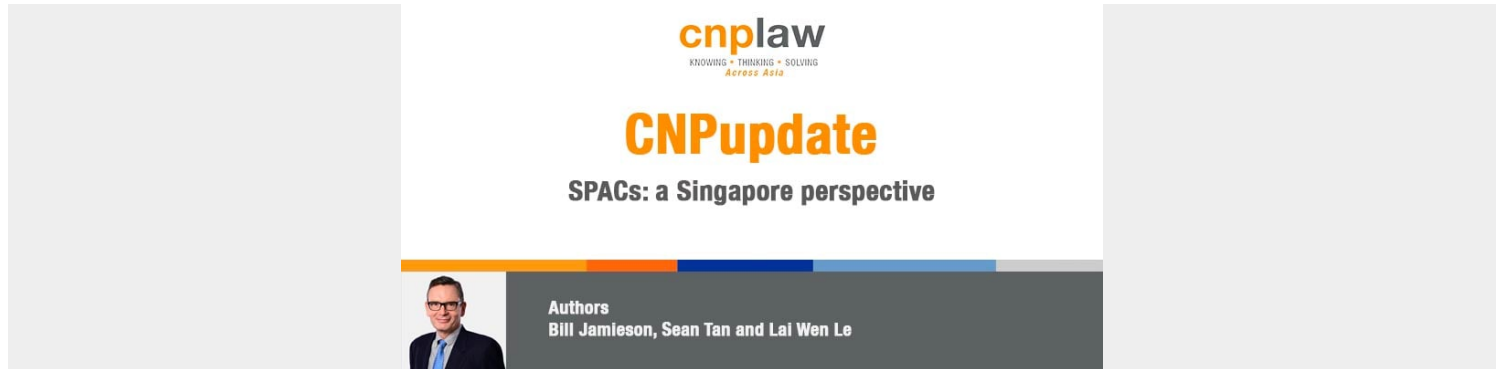 cnplaw
KNOWING • THINKING • SOLVING
Across Asia
CNPupdate
SPACs: a Singapore perspective
Authors
Bill Jamieson, Sean Tan and Lai Wen Le